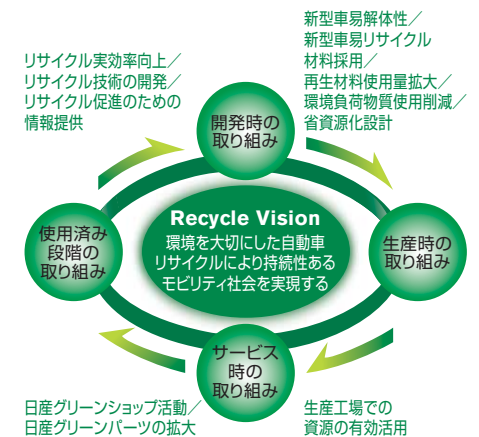 新型車易解体性／
新型車易リサイクル
材料採用／
再生材料使用量拡大／
環境負荷物質使用削減／
省資源化設計
リサイクル実効率向上／
リサイクル技術の開発／
リサイクル促進のための
情報提供
開発時の
取り組み
Recycle Vision
環境を大切にした自動車
リサイクルにより持続性ある
モビリティ社会を実現する
使用済み
段階の
取り組み
生産時の
取り組み
サービス
時の
取り組み
日産グリーンショップ活動／
日産グリーンパーツの拡大
生産工場での
資源の有効活用